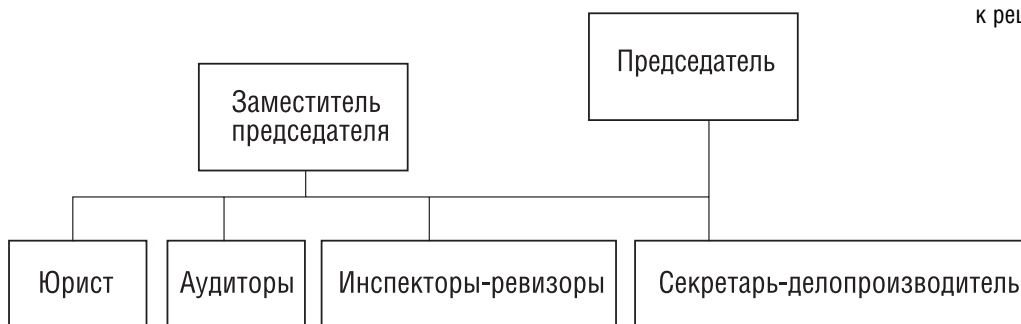 к
Председатель
Заместитель
председателя
Юрист
Аудиторы
Инспекторы-ревизоры
Секретарь-делопроизводитель